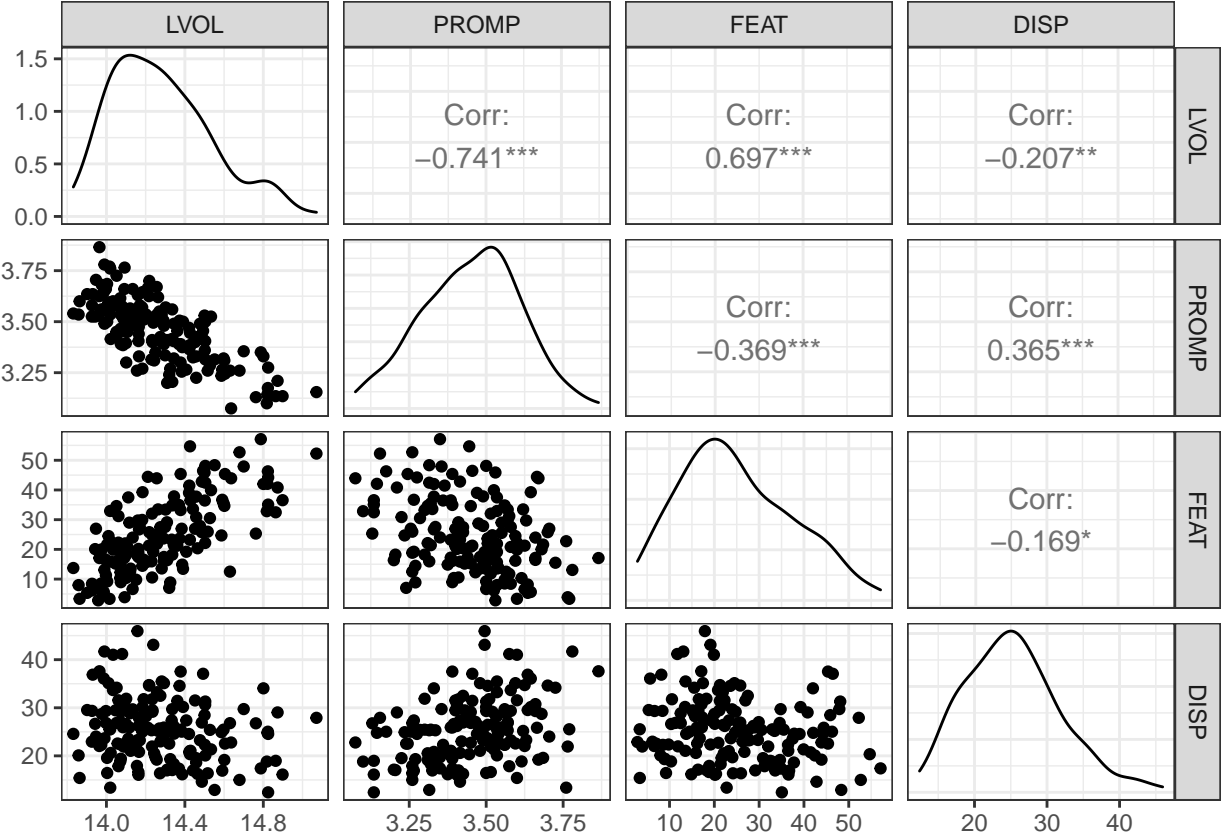 LVOL PROMP FEAT DISP
1.5
1.0
0.5
0.0
Corr:
−0.741***
Corr:
0.697***
Corr:
−0.207**
LVOL
3.75
3.50
3.25
Corr:
−0.369***
Corr:
0.365***
PROMP
50
40
30
20
10
Corr:
−0.169*
FEAT
40
30
20
DISP
14.0 14.4 14.8 3.25 3.50 3.75 10 20 30 40 50 20 30 40